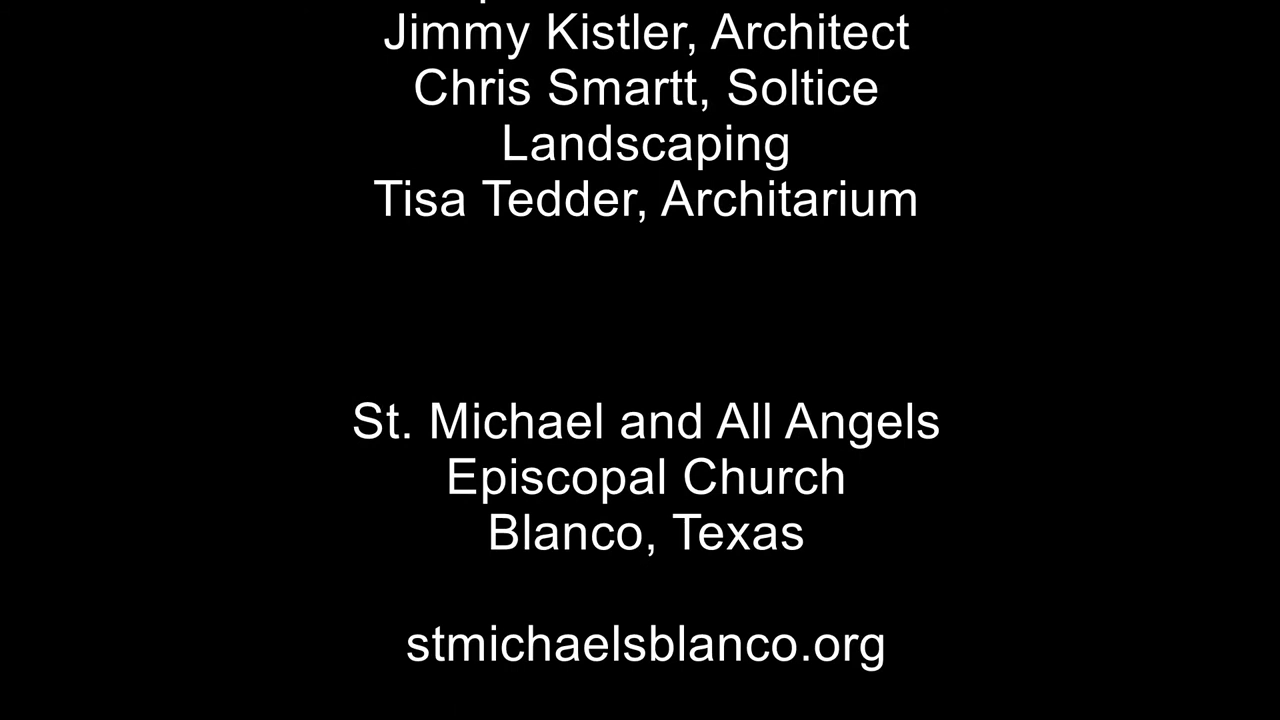 Jimmy Kistler, Architect
Chris Smartt, Soltice
Landscaping
Tisa Tedder, Architarium
St. Michael and All Angels
Episcopal Church
Blanco, Texas
stmichaelsblanco.org